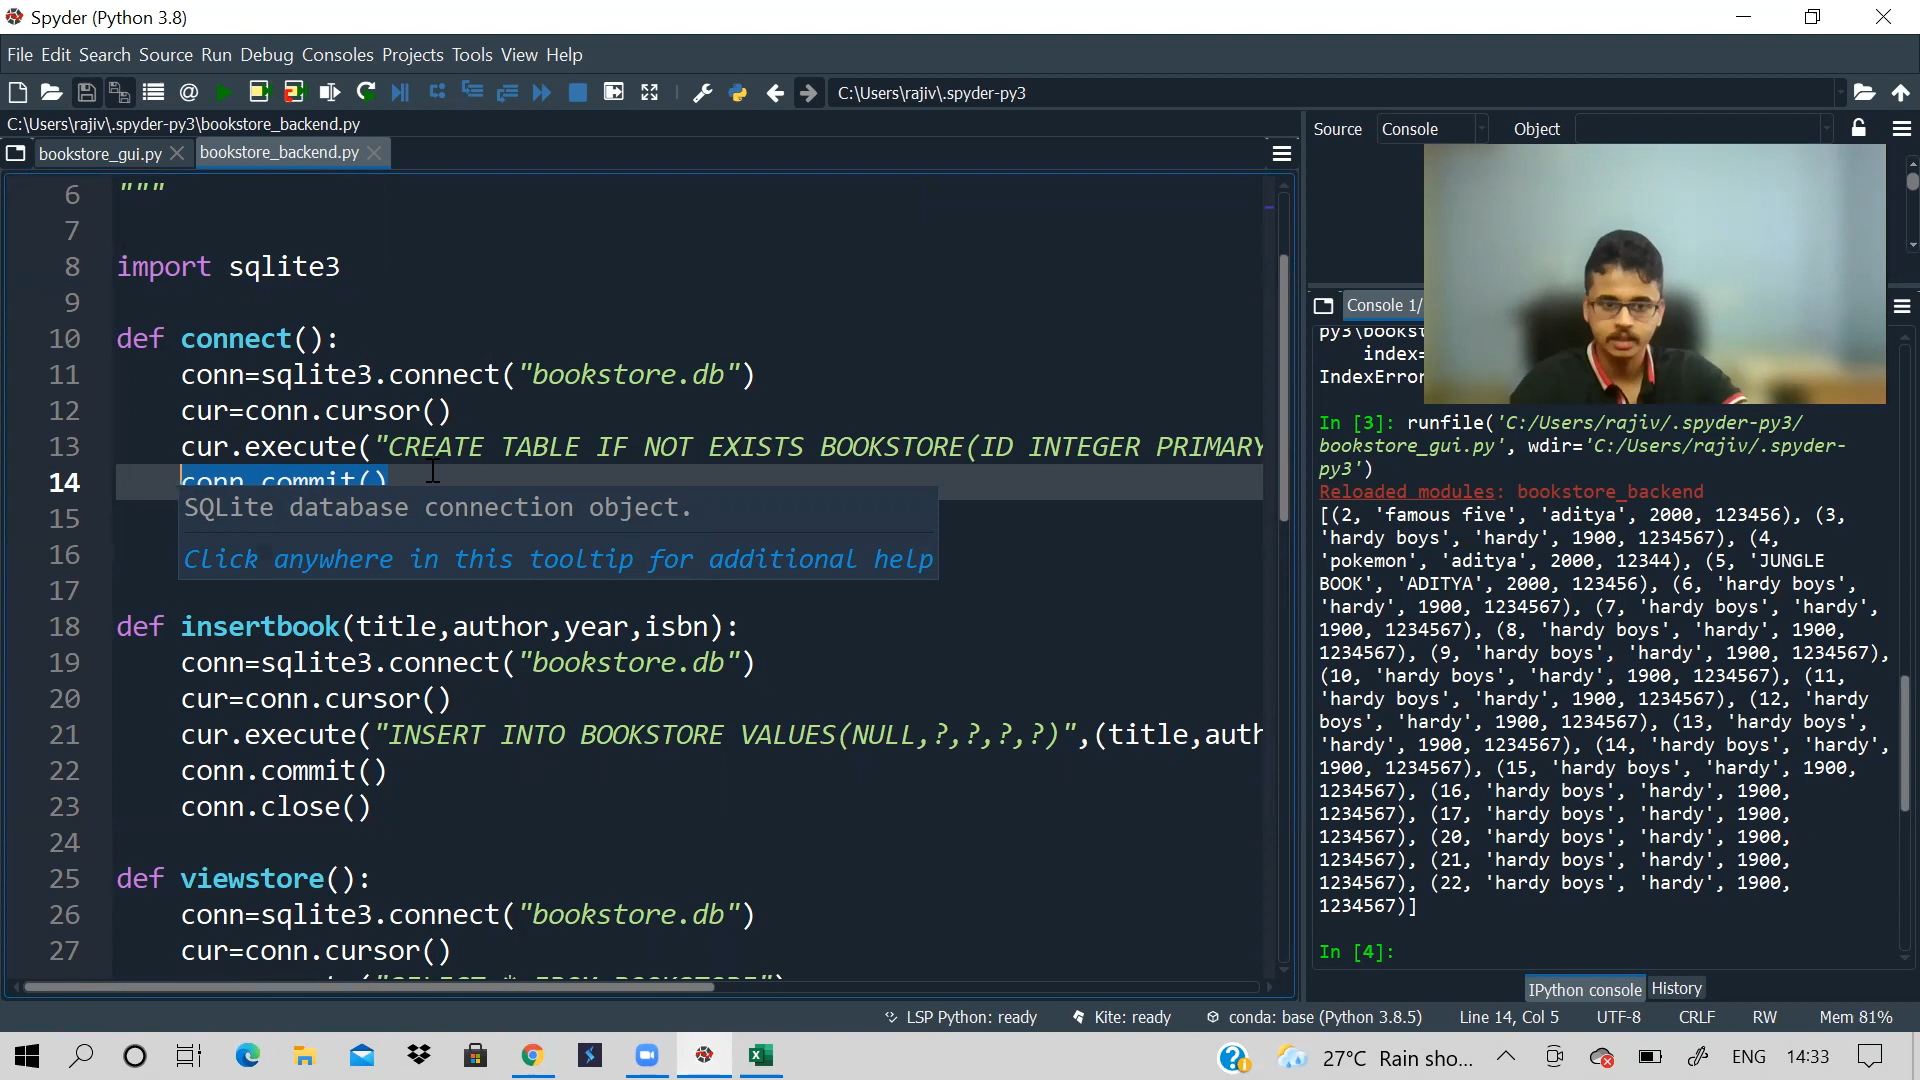 Spyder (Python 3.8)
File Edit Search Source Run Debug Consoles Projects Tools View Help
C:\Users\rajiv\.spyder-py3
C:\Users\rajiv\.spyder-py3\bookstore_backend.py
bookstore_gui.py
bookstore_backend.py
6 """
7
8 import sqlite3
9
10 def connect():
11 conn=sqlite3.connect("bookstore.db")
12 cur=conn.cursor()
13 cur.execute("CREATE TABLE IF NOT EXISTS BOOKSTORE(ID INTEGER PRIMARY
14 conn.commit()
15
SQLite database connection object.
16
Click anywhere in this tooltip for additional help
17
18 def insertbook(title,author,year,isbn):
19 conn=sqlite3.connect("bookstore.db")
20 cur=conn.cursor()
21 cur.execute("INSERT INTO BOOKSTORE VALUES(NULL,?,?,?,?)",(title,auth
22 conn.commit()
23 conn.close()
24
25 def viewstore():
26 conn=sqlite3.connect("bookstore.db")
27 cur=conn.cursor()
Source Console Object
Console 1/
py3\bookst
index=
IndexError
In [3]: runfile('C:/Users/rajiv/.spyder-py3/
bookstore_gui.py', wdir='C:/Users/rajiv/.spyder-
py3')
Reloaded modules: bookstore_backend
[(2, 'famous five', 'aditya', 2000, 123456), (3,
'hardy boys', 'hardy', 1900, 1234567), (4,
'pokemon', 'aditya', 2000, 12344), (5, 'JUNGLE
BOOK', 'ADITYA', 2000, 123456), (6, 'hardy boys',
'hardy', 1900, 1234567), (7, 'hardy boys', 'hardy',
1900, 1234567), (8, 'hardy boys', 'hardy', 1900,
1234567), (9, 'hardy boys', 'hardy', 1900, 1234567),
(10, 'hardy boys', 'hardy', 1900, 1234567), (11,
'hardy boys', 'hardy', 1900, 1234567), (12, 'hardy
boys', 'hardy', 1900, 1234567), (13, 'hardy boys',
'hardy', 1900, 1234567), (14, 'hardy boys', 'hardy',
1900, 1234567), (15, 'hardy boys', 'hardy', 1900,
1234567), (16, 'hardy boys', 'hardy', 1900,
1234567), (17, 'hardy boys', 'hardy', 1900,
1234567), (20, 'hardy boys', 'hardy', 1900,
1234567), (21, 'hardy boys', 'hardy', 1900,
1234567), (22, 'hardy boys', 'hardy', 1900,
1234567)]
In [4]:
IPython console History
LSP Python: ready Kite: ready conda: base (Python 3.8.5) Line 14, Col 5 UTF-8 CRLF RW Mem 81%
27°C Rain sho... ENG 14:33